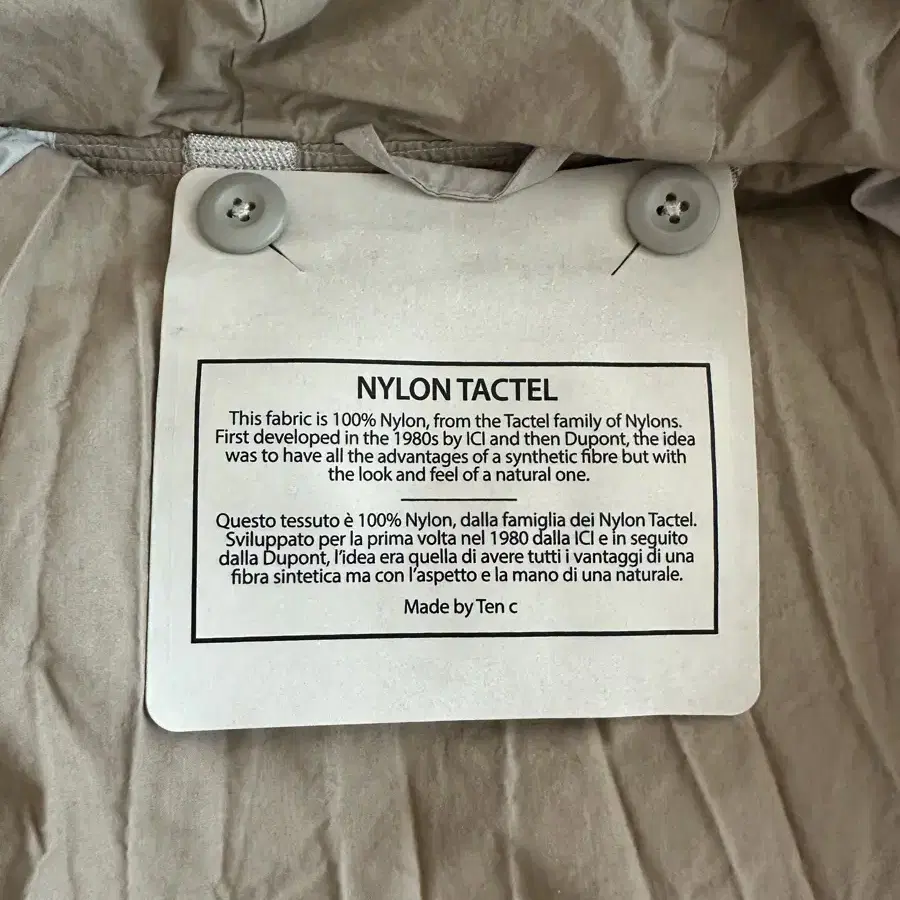 NYLON TACTEL
This fabric is 100% Nylon, from the Tactel family of Nylons.
First developed in the 1980s by ICI and then Dupont, the idea
was to have all the advantages of a synthetic fibre but with
the look and feel of a natural one.
Questo tessuto è 100% Nylon, dalla famiglia dei Nylon Tactel.
Sviluppato per la prima volta nel 1980 dalla ICI e in seguito
dalla Dupont, l'idea era quella di avere tutti i vantaggi di una
fibra sintetica ma con l'aspetto e la mano di una naturale.
Made by Ten c